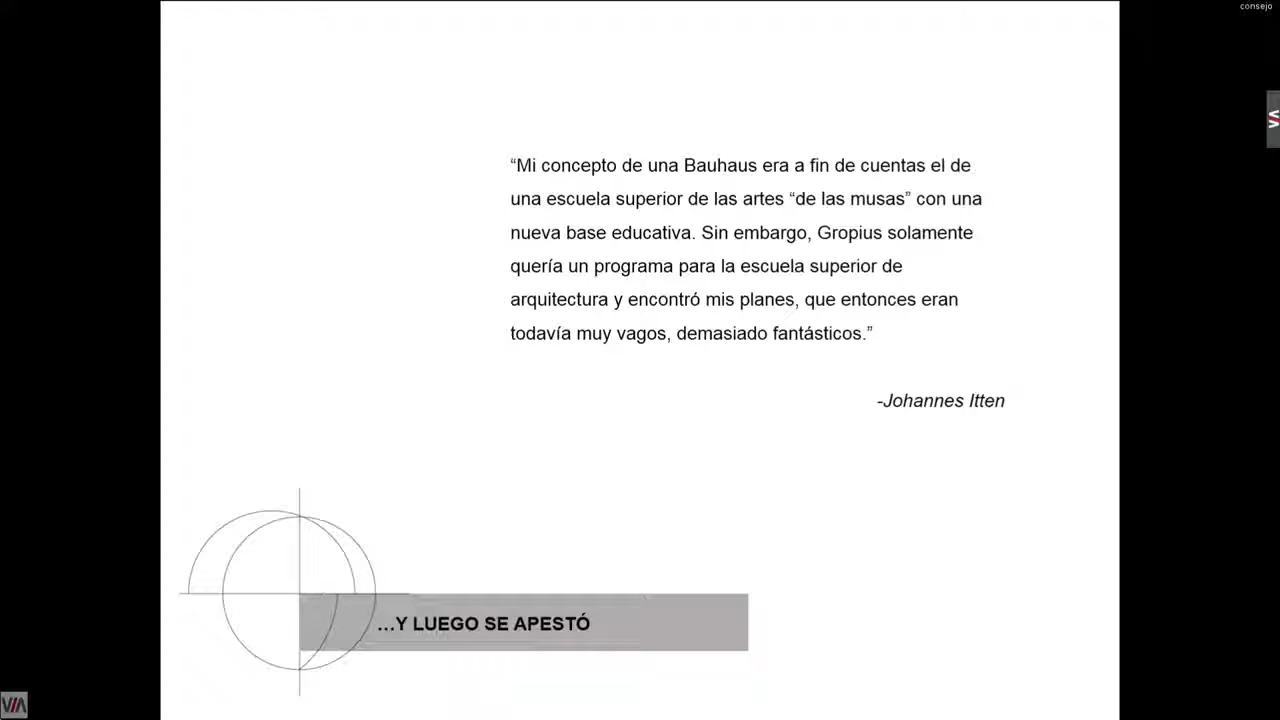 consejo
“Mi concepto de una Bauhaus era a fin de cuentas el de
una escuela superior de las artes “de las musas” con una
nueva base educativa. Sin embargo, Gropius solamente
quería un programa para la escuela superior de
arquitectura y encontró mis planes, que entonces eran
todavía muy vagos, demasiado fantásticos.”
-Johannes Itten
…Y LUEGO SE APESTÓ
VIA